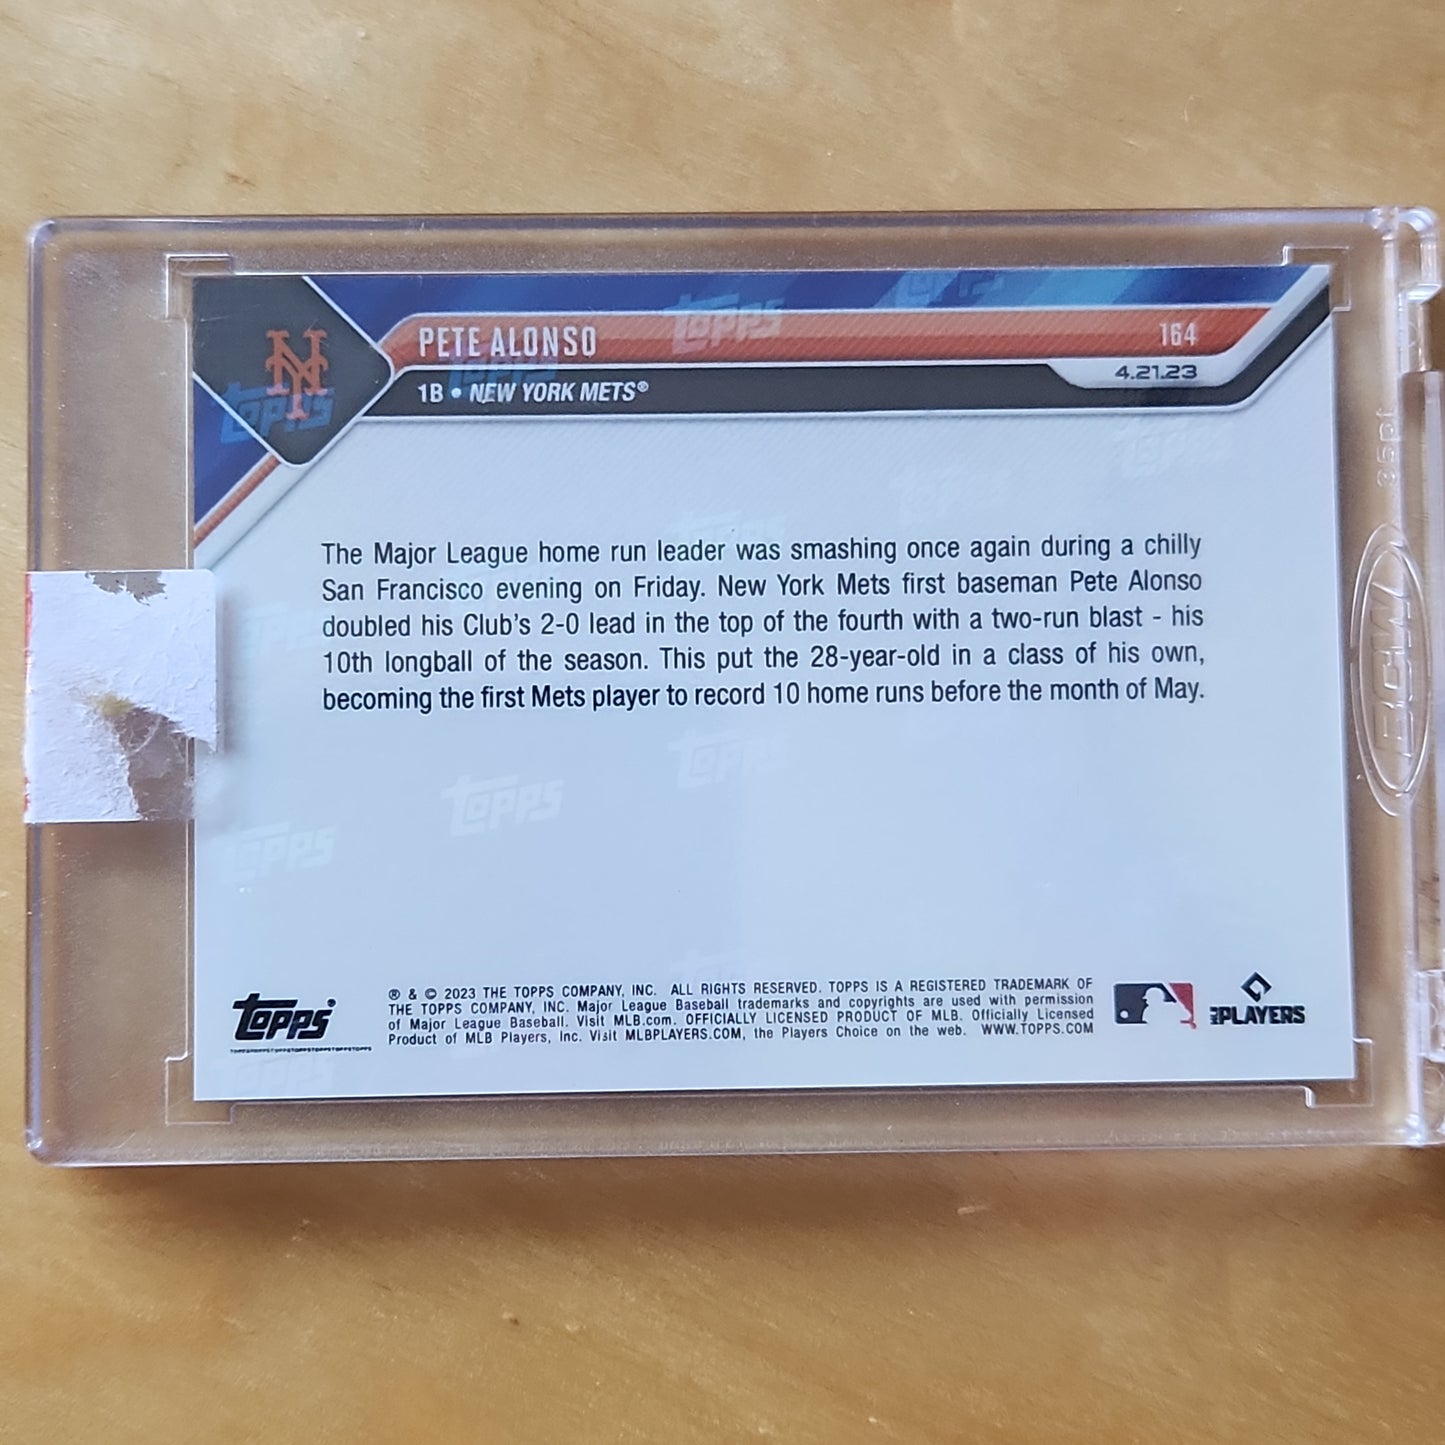 PETE ALONSO
164
1B • NEW YORK METS®
4.21.23
The Major League home run leader was smashing once again during a chilly
San Francisco evening on Friday. New York Mets first baseman Pete Alonso
doubled his Club's 2-0 lead in the top of the fourth with a two-run blast - his
10th longball of the season. This put the 28-year-old in a class of his own,
becoming the first Mets player to record 10 home runs before the month of May.
TOPPS®
® & © 2023 THE TOPPS COMPANY, INC. ALL RIGHTS RESERVED. TOPPS IS A REGISTERED TRADEMARK OF
THE TOPPS COMPANY, INC. Major League Baseball trademarks and copyrights are used with permission
of Major League Baseball. Visit MLB.com. OFFICIALLY LICENSED PRODUCT OF MLB. Officially Licensed
Product of MLB Players, Inc. Visit MLBPLAYERS.COM, the Players Choice on the web. WWW.TOPPS.COM
PLAYERS
35pt
BCW